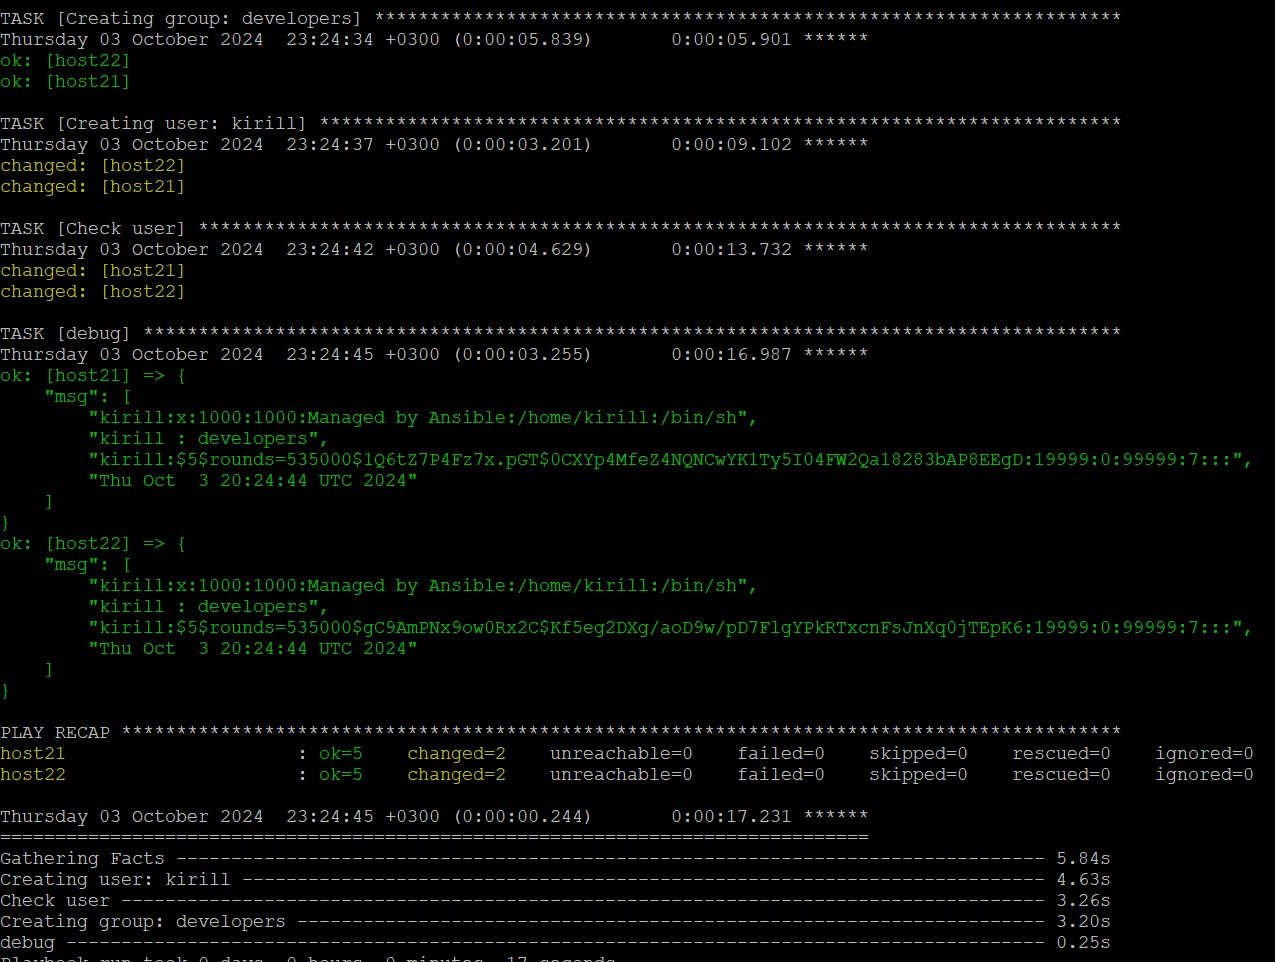 TASK [Creating group: developers] ********************************************************************
Thursday 03 October 2024  23:24:34 +0300 (0:00:05.839)       0:00:05.901 ******
ok: [host22]
ok: [host21]
TASK [Creating user: kirill] *************************************************************************
Thursday 03 October 2024  23:24:37 +0300 (0:00:03.201)       0:00:09.102 ******
changed: [host22]
changed: [host21]
TASK [Check user] ************************************************************************************
Thursday 03 October 2024  23:24:42 +0300 (0:00:04.629)       0:00:13.732 ******
changed: [host21]
changed: [host22]
TASK [debug] *****************************************************************************************
Thursday 03 October 2024  23:24:45 +0300 (0:00:03.255)       0:00:16.987 ******
ok: [host21] => {
    "msg": [
        "kirill:x:1000:1000:Managed by Ansible:/home/kirill:/bin/sh",
        "kirill : developers",
        "kirill:$5$rounds=535000$1Q6tZ7P4Fz7x.pGT$0CXYp4MfeZ4NQNCwYK1Ty5I04FW2Qa18283bAP8EEgD:19999:0:99999:7:::",
        "Thu Oct  3 20:24:44 UTC 2024"
    ]
}
ok: [host22] => {
    "msg": [
        "kirill:x:1000:1000:Managed by Ansible:/home/kirill:/bin/sh",
        "kirill : developers",
        "kirill:$5$rounds=535000$gC9AmPNx9ow0Rx2C$Kf5eg2DXg/aoD9w/pD7FlgYPkRTxcnFsJnXq0jTEpK6:19999:0:99999:7:::",
        "Thu Oct  3 20:24:44 UTC 2024"
    ]
}
PLAY RECAP *******************************************************************************************
host21                     : ok=5    changed=2    unreachable=0    failed=0    skipped=0    rescued=0    ignored=0
host22                     : ok=5    changed=2    unreachable=0    failed=0    skipped=0    rescued=0    ignored=0
Thursday 03 October 2024  23:24:45 +0300 (0:00:00.244)       0:00:17.231 ******
===============================================================================
Gathering Facts ------------------------------------------------------------------------------- 5.84s
Creating user: kirill ------------------------------------------------------------------------- 4.63s
Check user ------------------------------------------------------------------------------------ 3.26s
Creating group: developers -------------------------------------------------------------------- 3.20s
debug ----------------------------------------------------------------------------------------- 0.25s
Playbook run took 0 days, 0 hours, 0 minutes, 17 seconds